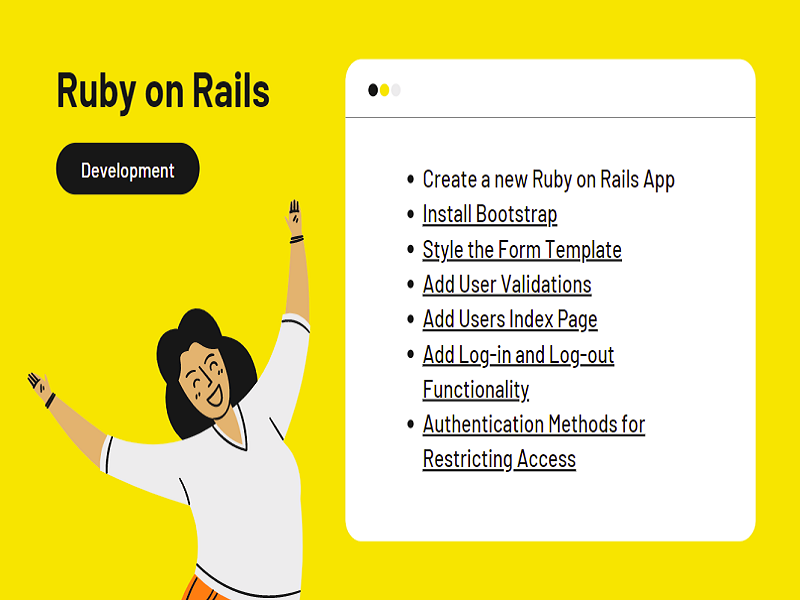 Ruby on Rails
Development
• Create a new Ruby on Rails App
• Install Bootstrap
• Style the Form Template
• Add User Validations
• Add Users Index Page
• Add Log-in and Log-out
Functionality
• Authentication Methods for
Restricting Access